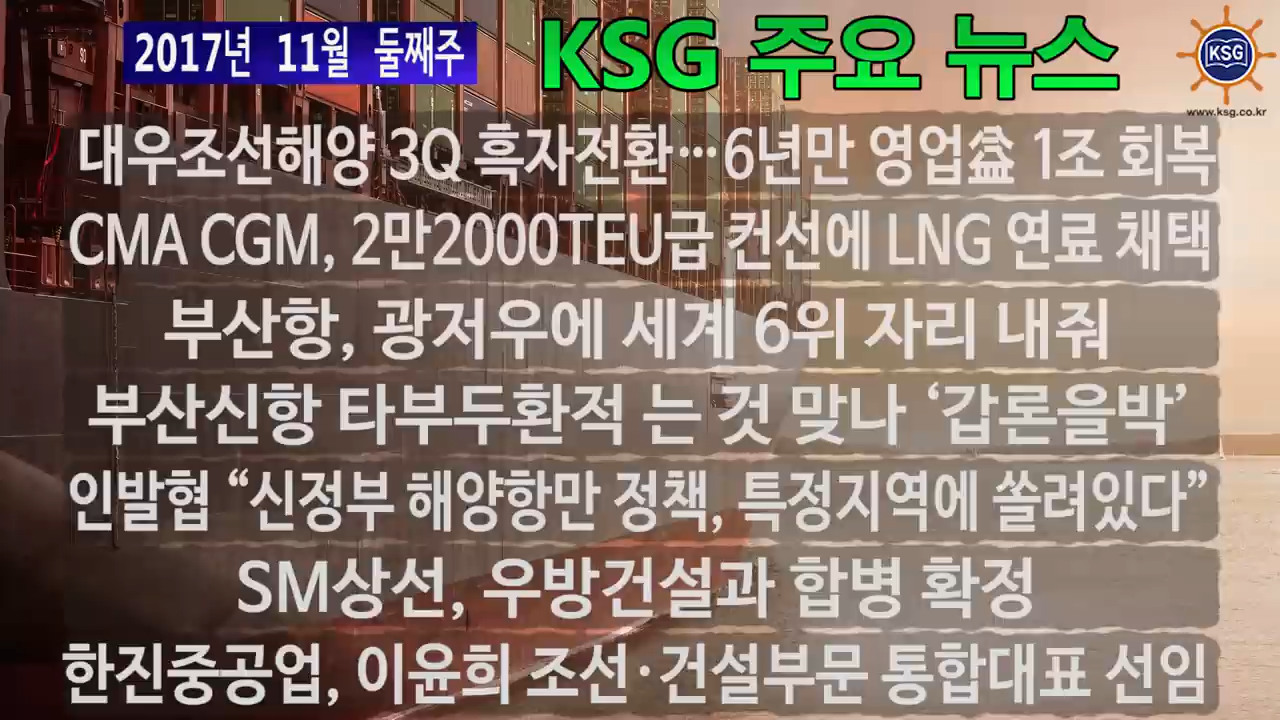 2017년 11월 둘째주
KSG 주요 뉴스
KSG
www.ksg.co.kr
대우조선해양 3Q 흑자전환…6년만 영업益 1조 회복
CMA CGM, 2만2000TEU급 컨선에 LNG 연료 채택
부산항, 광저우에 세계 6위 자리 내줘
부산신항 타부두환적 는 것 맞나 ‘갑론을박’
인발협 “신정부 해양항만 정책, 특정지역에 쏠려있다”
SM상선, 우방건설과 합병 확정
한진중공업, 이윤희 조선·건설부문 통합대표 선임